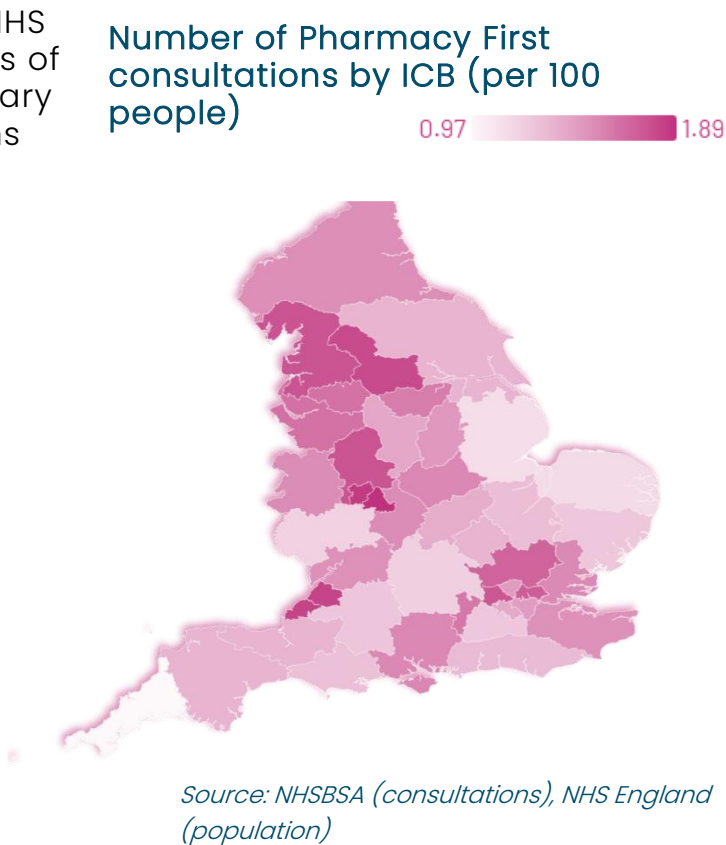 s of
Number of Pharmacy First
consultations by ICB (per 100
people)
0.97
1.89
Source: NHSBSA (consultations), NHS England
(population)